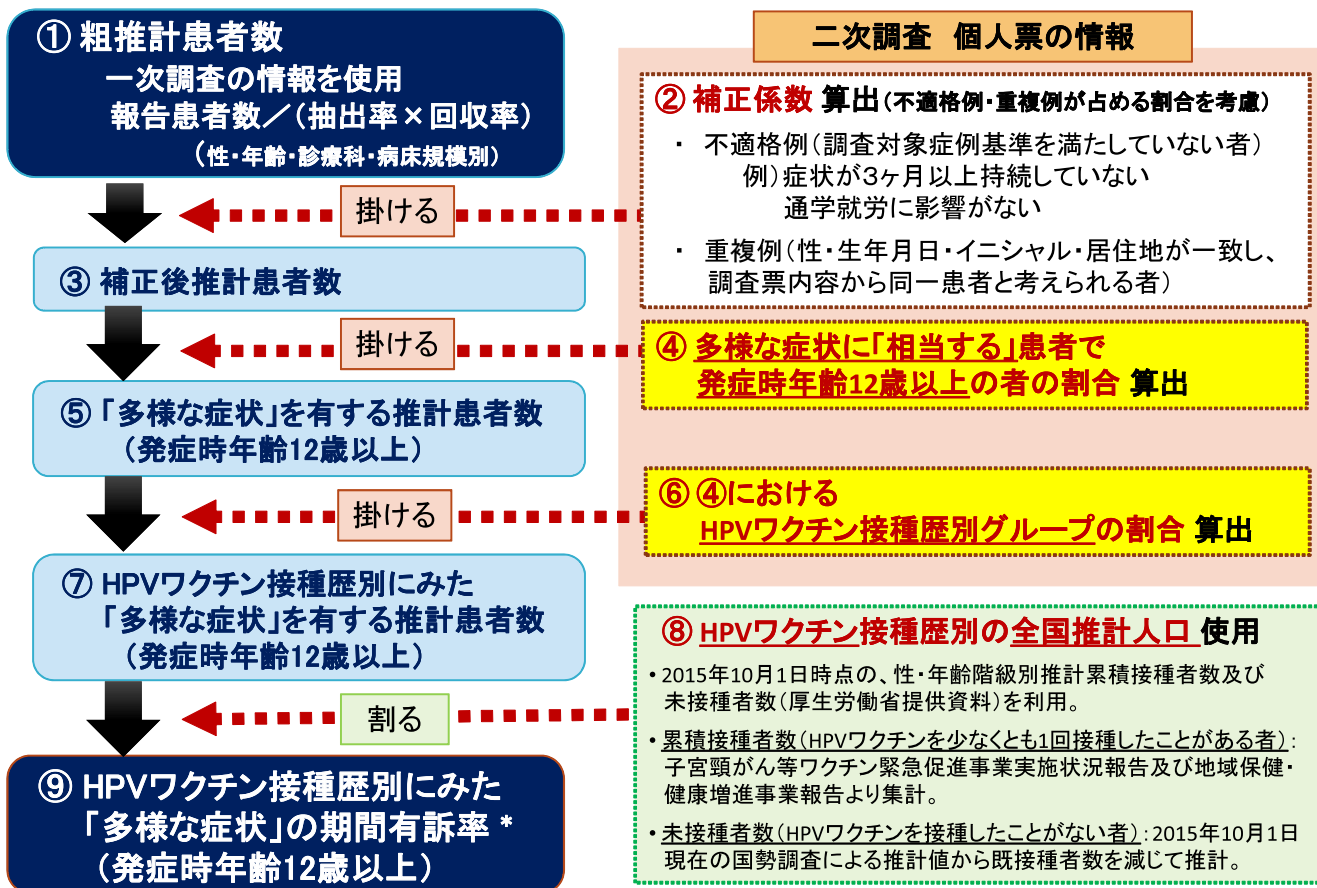 ① 粗推計患者数
一次調査の情報を使用
報告患者数／（抽出率×回収率）
（性・年齢・診療科・病床規模別）
二次調査　個人票の情報
② 補正係数 算出（不適格例・重複例が占める割合を考慮）
・ 不適格例（調査対象症例基準を満たしていない者）
例）症状が3ヶ月以上持続していない
通学就労に影響がない
・ 重複例（性・生年月日・イニシャル・居住地が一致し、
調査票内容から同一患者と考えられる者）
掛ける
③ 補正後推計患者数
掛ける
④ 多様な症状に「相当する」患者で
発症時年齢12歳以上の者の割合 算出
⑤「多様な症状」を有する推計患者数
（発症時年齢12歳以上）
掛ける
⑥ ④における
HPVワクチン接種歴別グループの割合 算出
⑦ HPVワクチン接種歴別にみた
「多様な症状」を有する推計患者数
（発症時年齢12歳以上）
割る
⑧ HPVワクチン接種歴別の全国推計人口 使用
• 2015年10月1日時点の、性・年齢階級別推計累積接種者数及び
未接種者数（厚生労働省提供資料）を利用。
• 累積接種者数（HPVワクチンを少なくとも1回接種したことがある者）：
子宮頸がん等ワクチン緊急促進事業実施状況報告及び地域保健・
健康増進事業報告より集計。
• 未接種者数（HPVワクチンを接種したことがない者）：2015年10月1日
現在の国勢調査による推計値から既接種者数を減じて推計。
⑨ HPVワクチン接種歴別にみた
「多様な症状」の期間有訴率 *
（発症時年齢12歳以上）